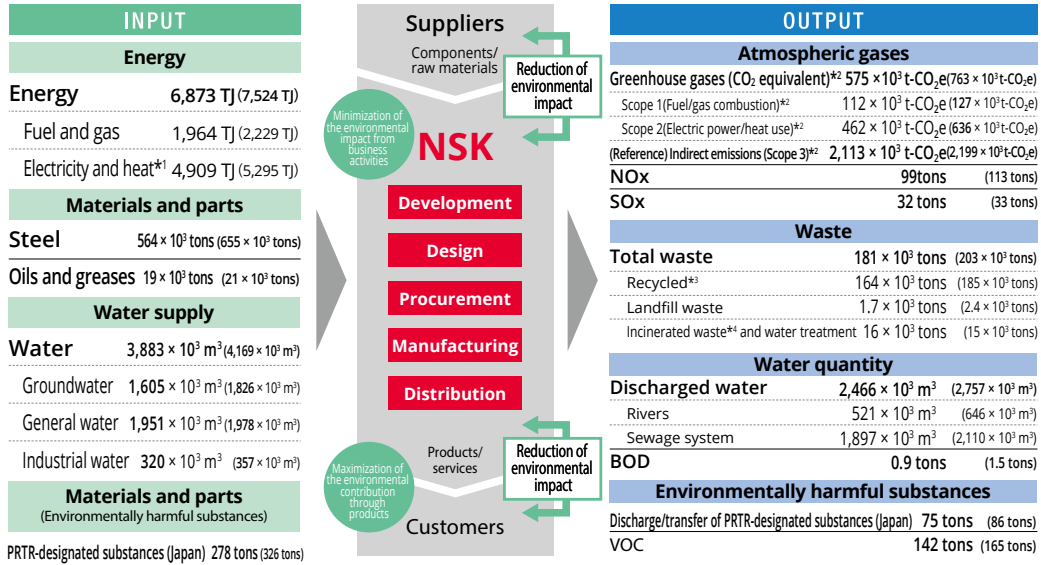 INPUT
Energy
Energy 6,873 TJ (7,524 TJ)
Fuel and gas 1,964 TJ (2,229 TJ)
Electricity and heat*1 4,909 TJ (5,295 TJ)
Materials and parts
Steel 564 × 10³ tons (655 × 10³ tons)
Oils and greases 19 × 10³ tons (21 × 10³ tons)
Water supply
Water 3,883 × 10³ m³ (4,169 × 10³ m³)
Groundwater 1,605 × 10³ m³ (1,826 × 10³ m³)
General water 1,951 × 10³ m³ (1,978 × 10³ m³)
Industrial water 320 × 10³ m³ (357 × 10³ m³)
Materials and parts
(Environmentally harmful substances)
PRTR-designated substances (Japan) 278 tons (326 tons)
Suppliers
Components/
raw materials
Reduction of
environmental
impact
Minimization of
the environmental
impact from
business
activities
NSK
Development
Design
Procurement
Manufacturing
Distribution
Products/
services
Reduction of
environmental
impact
Maximization of
the environmental
contribution
through
products
Customers
OUTPUT
Atmospheric gases
Greenhouse gases (CO₂ equivalent)*2 575 ×10³ t-CO₂e(763 × 10³ t-CO₂e)
Scope 1(Fuel/gas combustion)*2 112 × 10³ t-CO₂e (127 × 10³ t-CO₂e)
Scope 2(Electric power/heat use)*2 462 × 10³ t-CO₂e (636 × 10³ t-CO₂e)
(Reference) Indirect emissions (Scope 3)*2 2,113 × 10³ t-CO₂e(2,199 × 10³ t-CO₂e)
NOx 99tons (113 tons)
SOx 32 tons (33 tons)
Waste
Total waste 181 × 10³ tons (203 × 10³ tons)
Recycled*3 164 × 10³ tons (185 × 10³ tons)
Landfill waste 1.7 × 10³ tons (2.4 × 10³ tons)
Incinerated waste*4 and water treatment 16 × 10³ tons (15 × 10³ tons)
Water quantity
Discharged water 2,466 × 10³ m³ (2,757 × 10³ m³)
Rivers 521 × 10³ m³ (646 × 10³ m³)
Sewage system 1,897 × 10³ m³ (2,110 × 10³ m³)
BOD 0.9 tons (1.5 tons)
Environmentally harmful substances
Discharge/transfer of PRTR-designated substances (Japan) 75 tons (86 tons)
VOC 142 tons (165 tons)